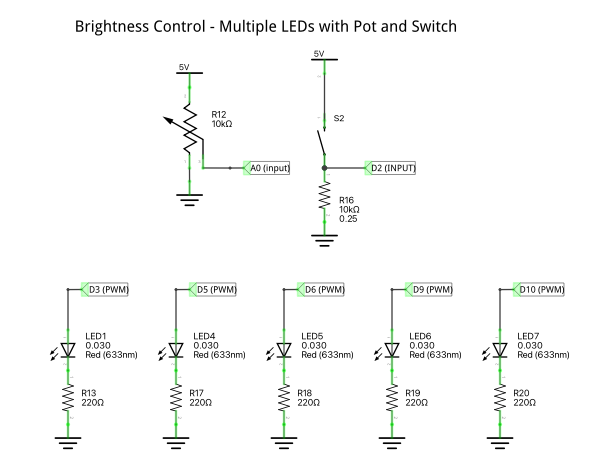 Brightness Control - Multiple LEDs with Pot and Switch
5V
R12
10kΩ
A0 (input)
5V
S2
D2 (INPUT)
R16
10kΩ
0.25
D3 (PWM)
D5 (PWM)
D6 (PWM)
D9 (PWM)
D10 (PWM)
LED1
0.030
Red (633nm)
LED4
0.030
Red (633nm)
LED5
0.030
Red (633nm)
LED6
0.030
Red (633nm)
LED7
0.030
Red (633nm)
R13
220Ω
R17
220Ω
R18
220Ω
R19
220Ω
R20
220Ω